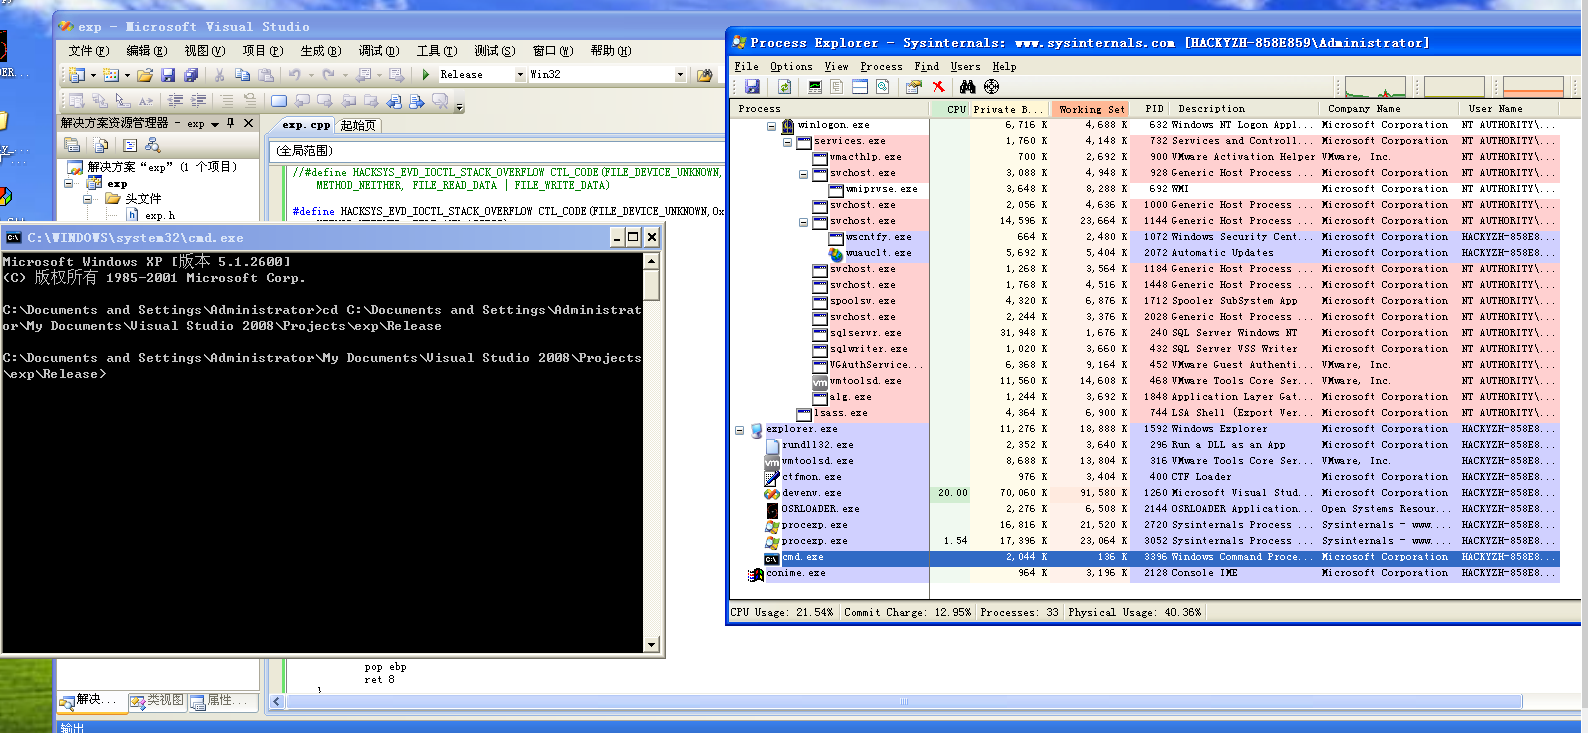 exp - Microsoft Visual Studio
文件(F) 编辑(E) 视图(V) 项目(P) 生成(B) 调试(D) 工具(T) 测试(S) 窗口(W) 帮助(H)
Release Win32
解决方案资源管理器 - exp
解决方案“exp”(1 个项目)
exp
头文件
exp.h
exp.cpp 起始页
(全局范围)
//#define HACKSYS_EVD_IOCTL_STACK_OVERFLOW CTL_CODE(FILE_DEVICE_UNKNOWN,
METHOD_NEITHER, FILE_READ_DATA | FILE_WRITE_DATA)
#define HACKSYS_EVD_IOCTL_STACK_OVERFLOW CTL_CODE(FILE_DEVICE_UNKNOWN,0x
C:\WINDOWS\system32\cmd.exe
Microsoft Windows XP [版本 5.1.2600]
(C) 版权所有 1985-2001 Microsoft Corp.
C:\Documents and Settings\Administrator>cd C:\Documents and Settings\Administrat
or\My Documents\Visual Studio 2008\Projects\exp\Release
C:\Documents and Settings\Administrator\My Documents\Visual Studio 2008\Projects
\exp\Release>
pop ebp
ret 8
}
解决... 类视图 属性...
输出
Process Explorer - Sysinternals: www.sysinternals.com [HACKYZH-858E859\Administrator]
File Options View Process Find Users Help
Process CPU Private B... Working Set PID Description Company Name User Name
winlogon.exe 6,716 K 4,688 K 632 Windows NT Logon Appl... Microsoft Corporation NT AUTHORITY\...
services.exe 1,760 K 4,148 K 732 Services and Controll... Microsoft Corporation NT AUTHORITY\...
vmacthlp.exe 700 K 2,692 K 900 VMware Activation Helper VMware, Inc. NT AUTHORITY\...
svchost.exe 3,088 K 4,948 K 928 Generic Host Process ... Microsoft Corporation NT AUTHORITY\...
wmiprvse.exe 3,648 K 8,288 K 692 WMI Microsoft Corporation NT AUTHORITY\...
svchost.exe 2,056 K 4,636 K 1000 Generic Host Process ... Microsoft Corporation NT AUTHORITY\...
svchost.exe 14,596 K 23,664 K 1144 Generic Host Process ... Microsoft Corporation NT AUTHORITY\...
wscntfy.exe 664 K 2,480 K 1072 Windows Security Cent... Microsoft Corporation HACKYZH-858E8...
wuauclt.exe 5,692 K 5,404 K 2072 Automatic Updates Microsoft Corporation HACKYZH-858E8...
svchost.exe 1,268 K 3,564 K 1184 Generic Host Process ... Microsoft Corporation NT AUTHORITY\...
svchost.exe 1,768 K 4,516 K 1448 Generic Host Process ... Microsoft Corporation NT AUTHORITY\...
spoolsv.exe 4,320 K 6,876 K 1712 Spooler SubSystem App Microsoft Corporation NT AUTHORITY\...
svchost.exe 2,244 K 3,376 K 2028 Generic Host Process ... Microsoft Corporation NT AUTHORITY\...
sqlservr.exe 31,948 K 1,676 K 240 SQL Server Windows NT Microsoft Corporation NT AUTHORITY\...
sqlwriter.exe 1,020 K 3,660 K 432 SQL Server VSS Writer Microsoft Corporation NT AUTHORITY\...
VGAuthService... 6,368 K 9,164 K 452 VMware Guest Authenti... VMware, Inc. NT AUTHORITY\...
vmtoolsd.exe 11,560 K 14,608 K 468 VMware Tools Core Ser... VMware, Inc. NT AUTHORITY\...
alg.exe 1,244 K 3,692 K 1848 Application Layer Gat... Microsoft Corporation NT AUTHORITY\...
lsass.exe 4,364 K 6,900 K 744 LSA Shell (Export Ver... Microsoft Corporation NT AUTHORITY\...
explorer.exe 11,276 K 18,888 K 1592 Windows Explorer Microsoft Corporation HACKYZH-858E8...
rundll32.exe 2,352 K 3,640 K 296 Run a DLL as an App Microsoft Corporation HACKYZH-858E8...
vmtoolsd.exe 8,688 K 13,804 K 316 VMware Tools Core Ser... VMware, Inc. HACKYZH-858E8...
ctfmon.exe 976 K 3,404 K 400 CTF Loader Microsoft Corporation HACKYZH-858E8...
devenv.exe 20.00 70,060 K 91,580 K 1260 Microsoft Visual Stud... Microsoft Corporation HACKYZH-858E8...
OSRLOADER.exe 2,276 K 6,508 K 2144 OSRLOADER Application... Open Systems Resour... HACKYZH-858E8...
procexp.exe 16,816 K 21,520 K 2720 Sysinternals Process ... Sysinternals - www.... HACKYZH-858E8...
procexp.exe 1.54 17,396 K 23,064 K 3052 Sysinternals Process ... Sysinternals - www.... HACKYZH-858E8...
cmd.exe 2,044 K 136 K 3396 Windows Command Proce... Microsoft Corporation HACKYZH-858E8...
conime.exe 964 K 3,196 K 2128 Console IME Microsoft Corporation HACKYZH-858E8...
CPU Usage: 21.54% Commit Charge: 12.95% Processes: 33 Physical Usage: 40.36%